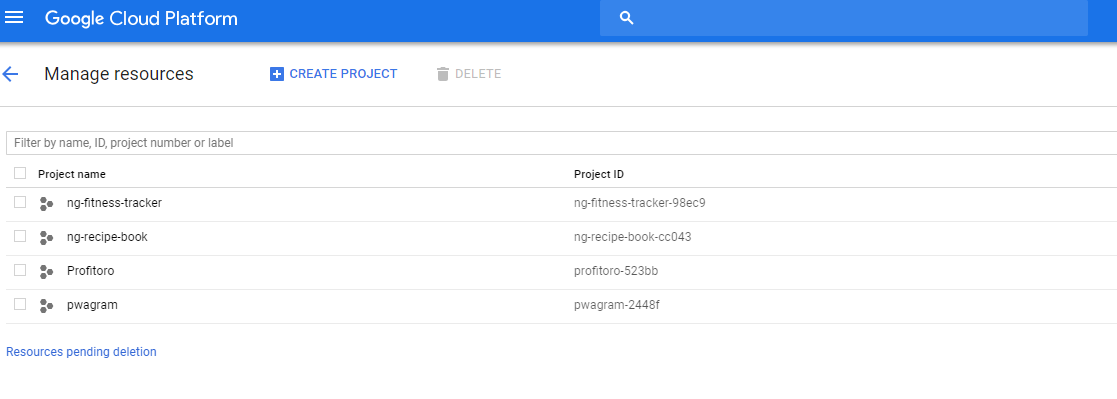 Google Cloud Platform
Manage resources CREATE PROJECT DELETE
Filter by name, ID, project number or label
Project name Project ID
ng-fitness-tracker ng-fitness-tracker-98ec9
ng-recipe-book ng-recipe-book-cc043
Profitoro profitoro-523bb
pwagram pwagram-2448f
Resources pending deletion